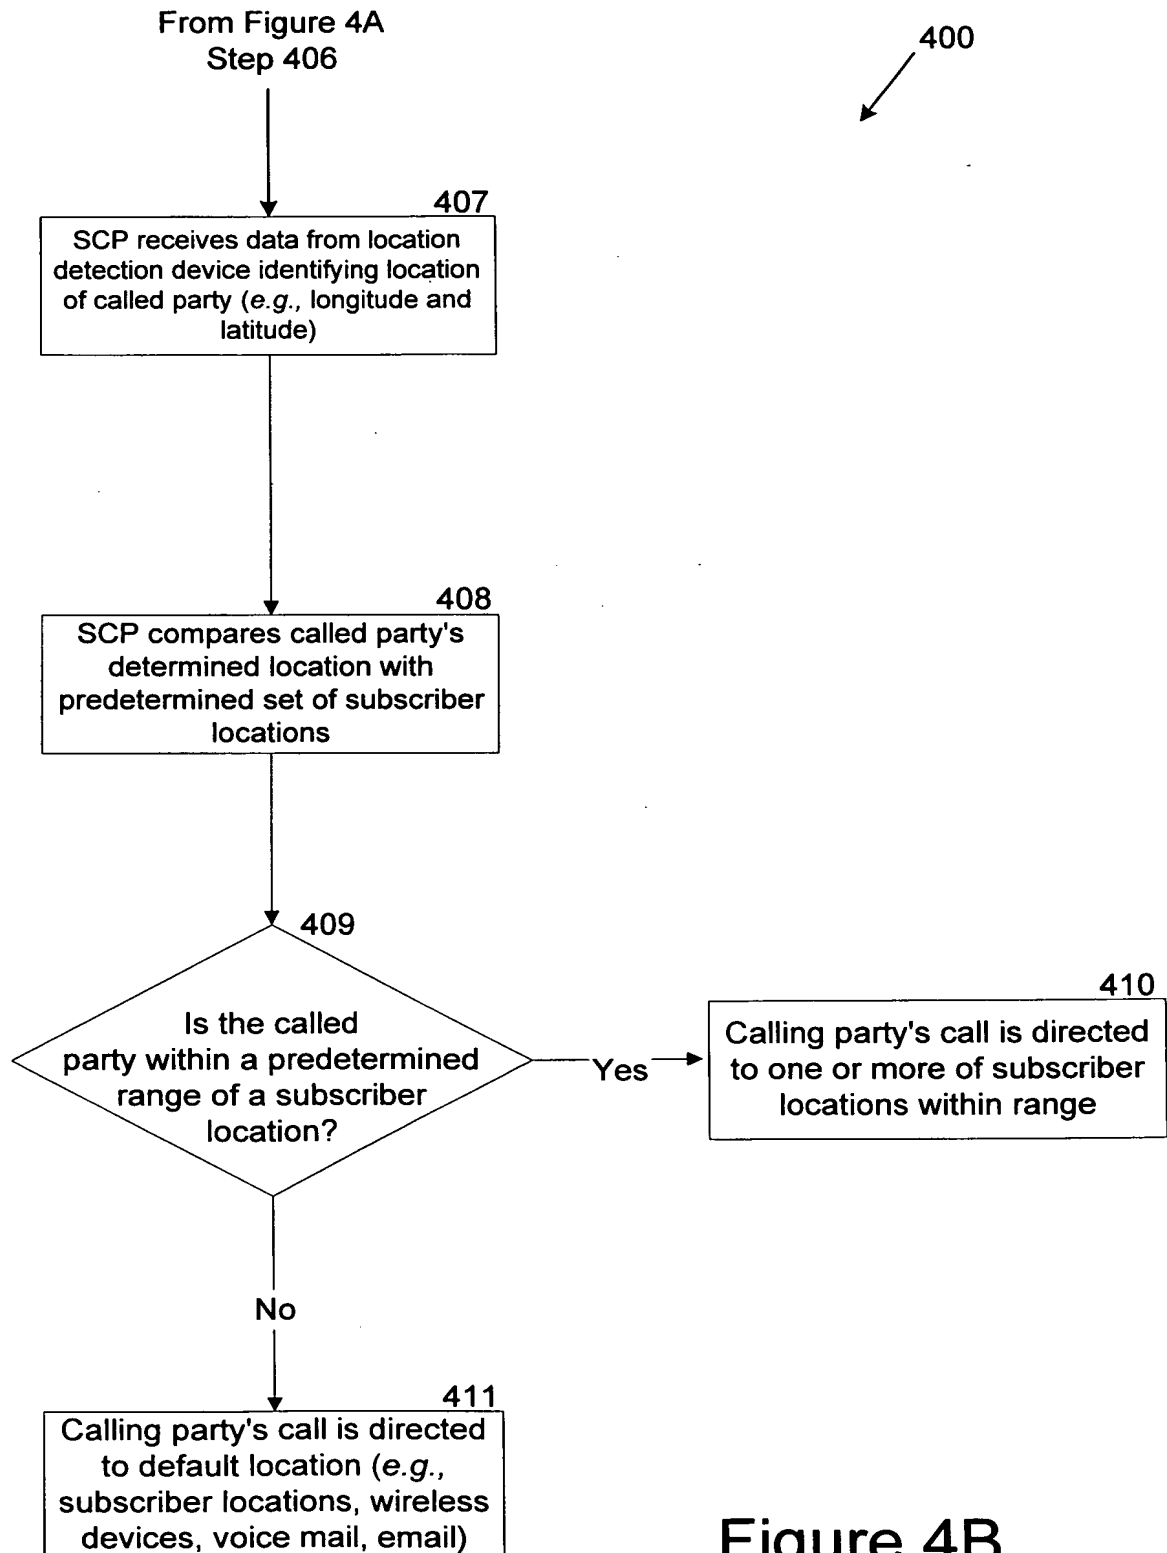 From Figure 4A
Step 406
400
407
SCP receives data from location
detection device identifying location
of called party (e.g., longitude and
latitude)
408
SCP compares called party's
determined location with
predetermined set of subscriber
locations
409
Is the called
party within a predetermined
range of a subscriber
location?
Yes
410
Calling party's call is directed
to one or more of subscriber
locations within range
No
411
Calling party's call is directed
to default location (e.g.,
subscriber locations, wireless
devices, voice mail, email)
Figure 4B